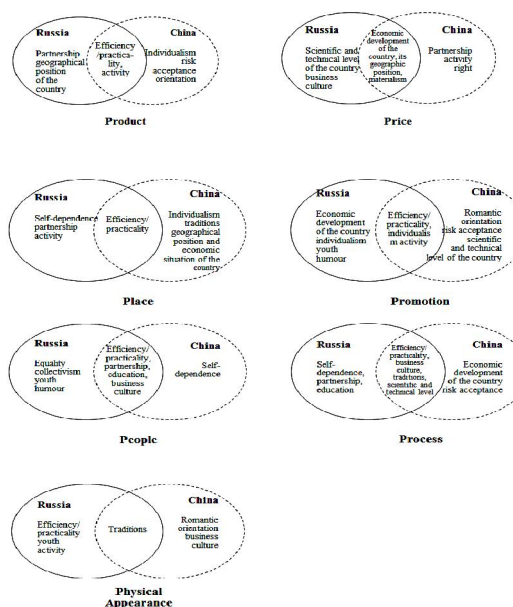 Russia
Partnership
geographical
position
of the
country
Efficiency
/practica-
lity,
activity
China
Individualism
risk
acceptance
orientation
Product
Russia
Scientific and
technical level
of the country
business
culture
Economic
development
of the
country, its
geographic
position,
materialism
China
Partnership
activity
right
Price
Russia
Self-dependence
partnership
activity
Efficiency/
practicality
China
Individualism
traditions
geographical
position and
economic
situation of the
country
Place
Russia
Economic
development
of the country
individualism
youth
humour
Efficiency/
practicality,
individualis
m activity
China
Romantic
orientation
risk acceptance
scientific
and technical
level of the country
Promotion
Russia
Equality
collectivism
youth
humour
Efficiency/
practicality,
partnership,
education,
business
culture
China
Self-
dependence
People
Russia
Self-
dependence,
partnership,
education
Efficiency/
practicality,
business
culture,
traditions,
scientific and
technical level
China
Economic
development
of the country
risk acceptance
Process
Russia
Efficiency/
practicality
youth
activity
Traditions
China
Romantic
orientation
business
culture
Physical
Appearance